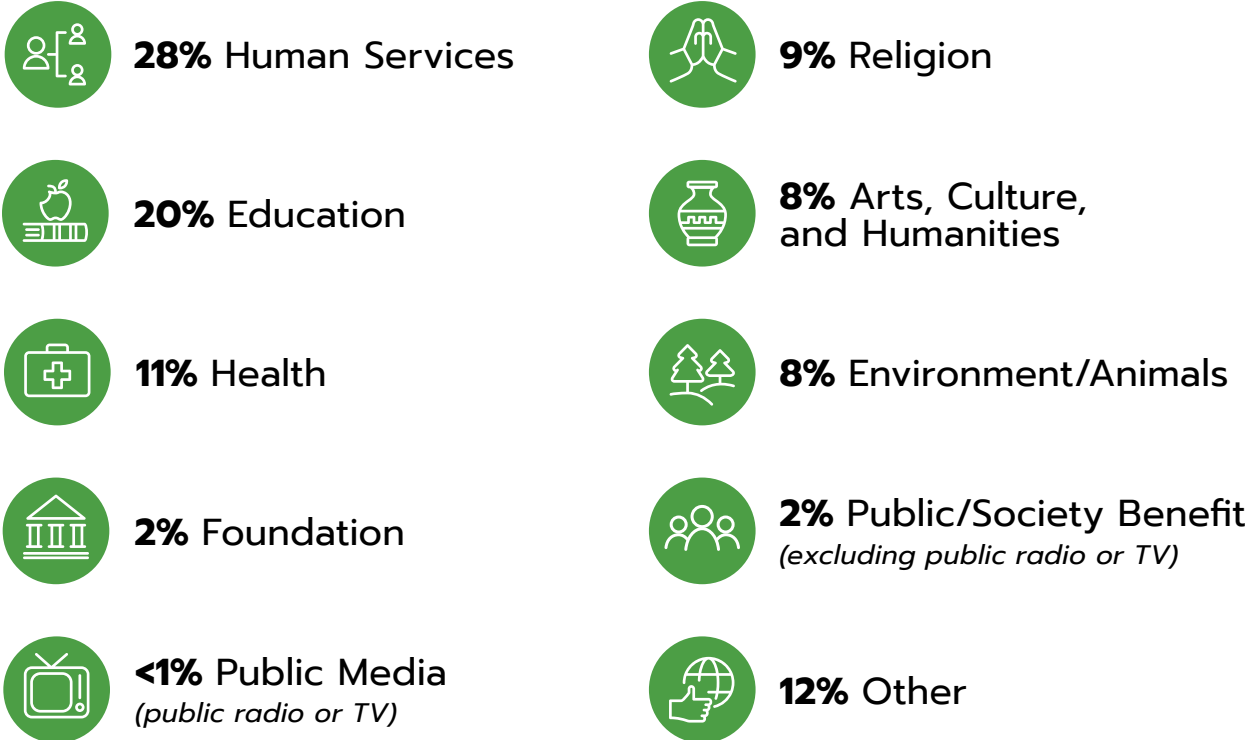 28% Human Services
20% Education
11% Health
2% Foundation
<1% Public Media
(public radio or TV)
9% Religion
8% Arts, Culture,
and Humanities
8% Environment/Animals
2% Public/Society Benefit
(excluding public radio or TV)
12% Other